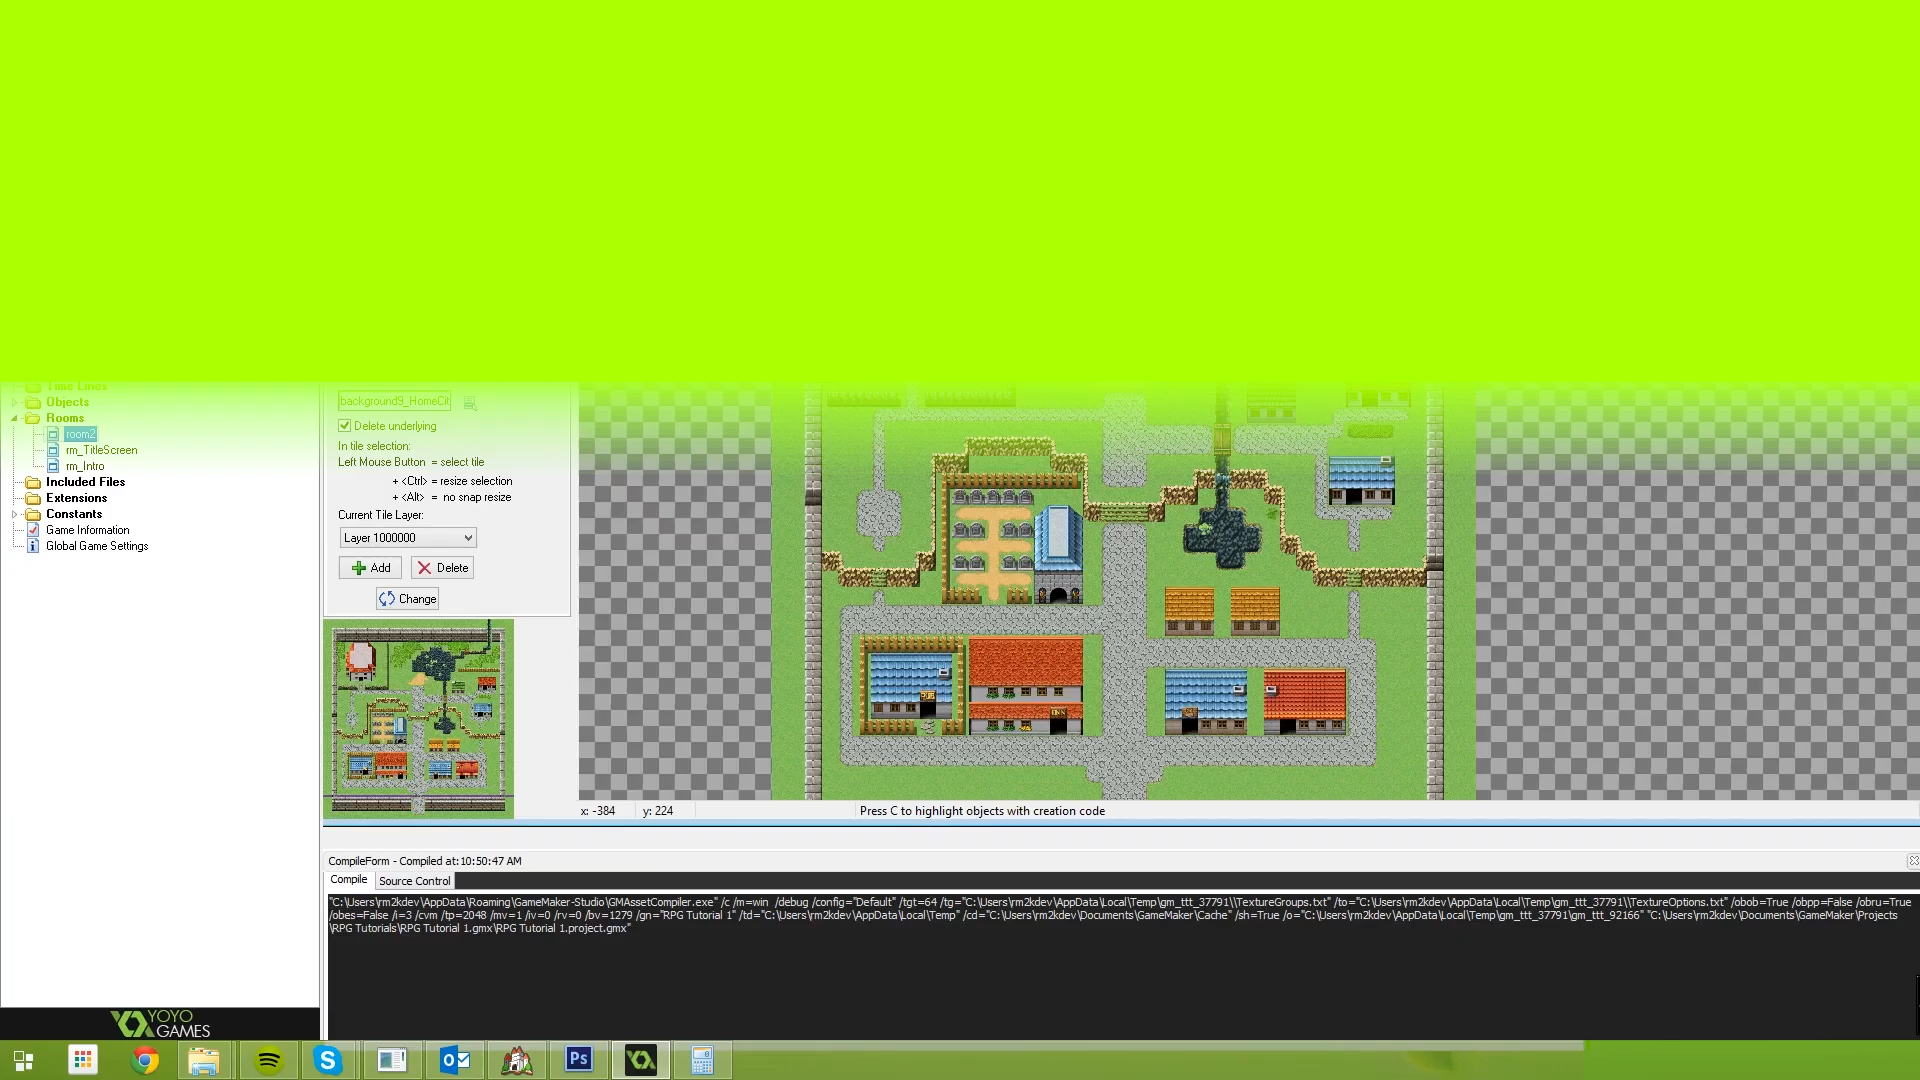 Time Lines
Objects
Rooms
room2
rm_TitleScreen
rm_Intro
Included Files
Extensions
Constants
Game Information
Global Game Settings
background9_HomeCit
Delete underlying
In tile selection:
Left Mouse Button = select tile
+ <Ctrl> = resize selection
+ <Alt> = no snap resize
Current Tile Layer:
Layer 1000000
Add
Delete
Change
INN
x: -384
y: 224
Press C to highlight objects with creation code
CompileForm - Compiled at:10:50:47 AM
Compile
Source Control
"C:\Users\rm2kdev\AppData\Roaming\GameMaker-Studio\GMAssetCompiler.exe" /c /m=win /debug /config="Default" /tgt=64 /tg="C:\Users\rm2kdev\AppData\Local\Temp\gm_ttt_37791\\TextureGroups.txt" /to="C:\Users\rm2kdev\AppData\Local\Temp\gm_ttt_37791\\TextureOptions.txt" /obob=True /obpp=False /obru=True
/obes=False /i=3 /cvm /tp=2048 /mv=1 /iv=0 /rv=0 /bv=1279 /gn="RPG Tutorial 1" /td="C:\Users\rm2kdev\AppData\Local\Temp" /cd="C:\Users\rm2kdev\Documents\GameMaker\Cache" /sh=True /o="C:\Users\rm2kdev\AppData\Local\Temp\gm_ttt_37791\gm_ttt_92166" "C:\Users\rm2kdev\Documents\GameMaker\Projects
\RPG Tutorials\RPG Tutorial 1.gmx\RPG Tutorial 1.project.gmx"
YOYO
GAMES
Ps